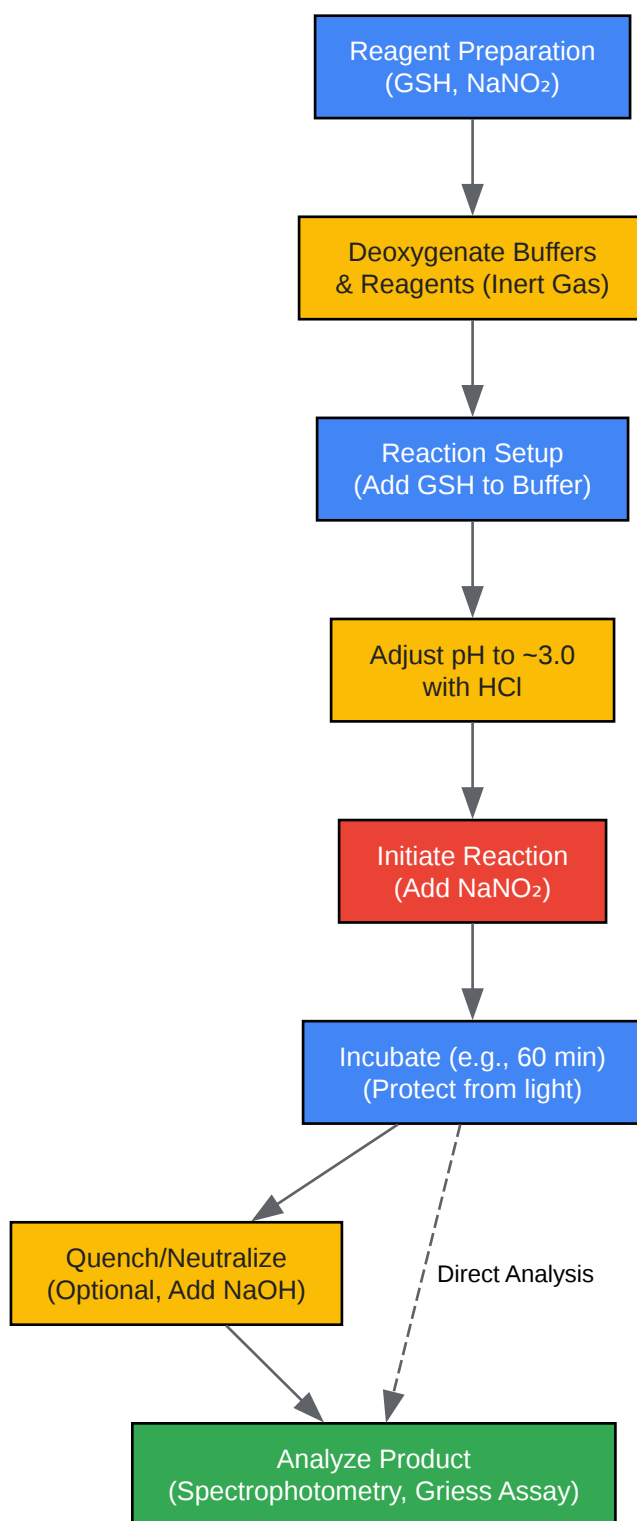 Reagent Preparation
(GSH, NaNO₂)
Deoxygenate Buffers
& Reagents (Inert Gas)
Reaction Setup
(Add GSH to Buffer)
Adjust pH to ~3.0
with HCl
Initiate Reaction
(Add NaNO₂)
Incubate (e.g., 60 min)
(Protect from light)
Quench/Neutralize
(Optional, Add NaOH)
Direct Analysis
Analyze Product
(Spectrophotometry, Griess Assay)